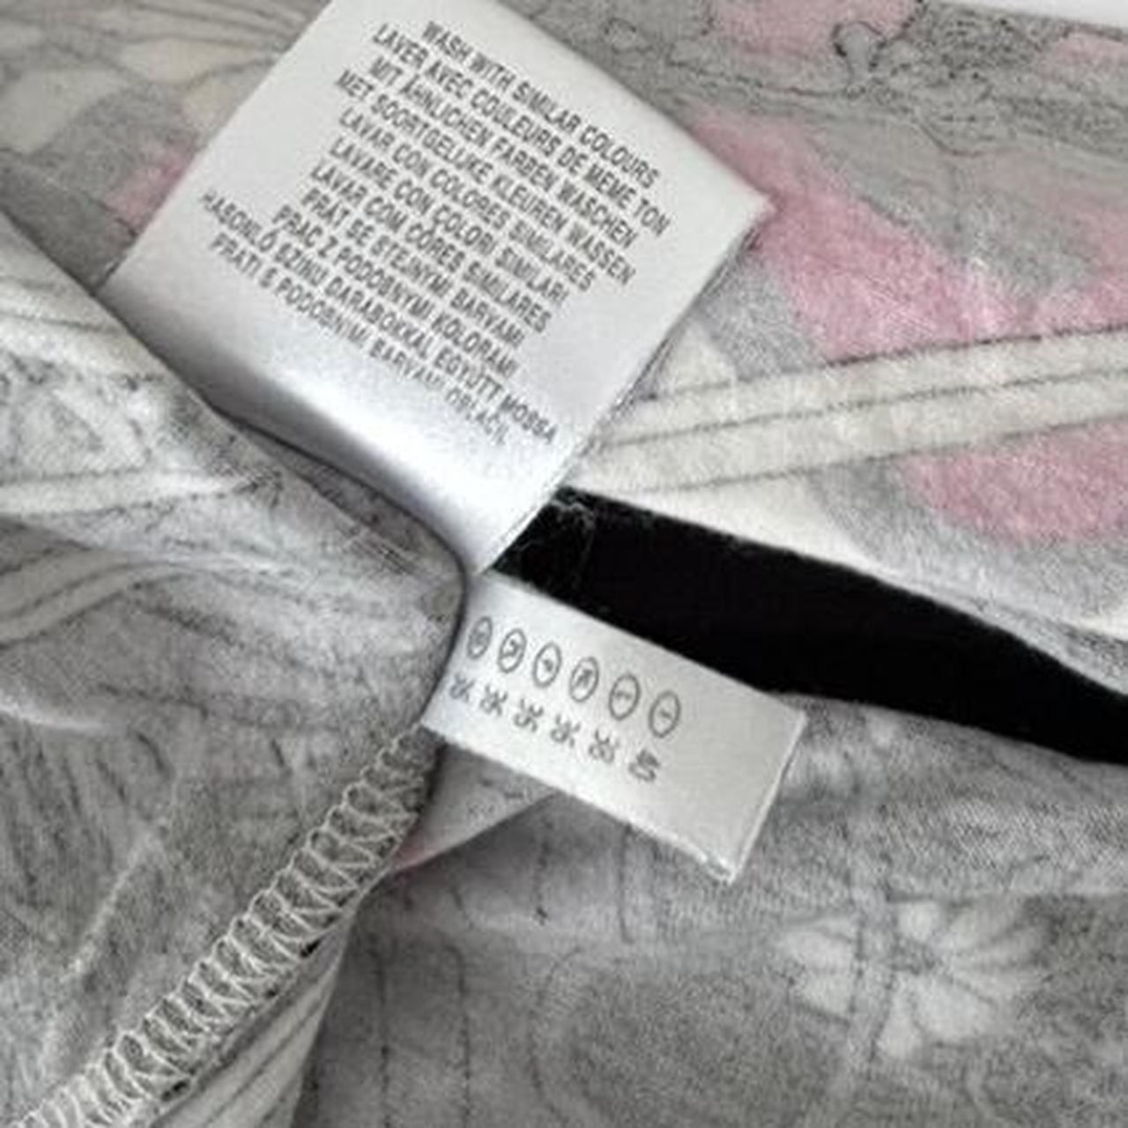 WASH WITH SIMILAR COLOURS
LAVER AVEC COULEURS DE MEME TON
MIT ÄHNLICHEN FARBEN WASCHEN
MET SOORTGELIJKE KLEUREN WASSEN
LAVAR CON COLORES SIMILARES
LAVARE CON COLORI SIMILARI
LAVAR COM CÔRES SIMILARES
PRÁT SE STEJNÝMI BARVAMI
PRAĆ Z PODOBNYMI KOLORAMI
HASONLÓ SZINŰ DARABOKKAL EGYÜTT MOSSA
PRATI S PODOBNIMI BARVAMI OBLAČIL